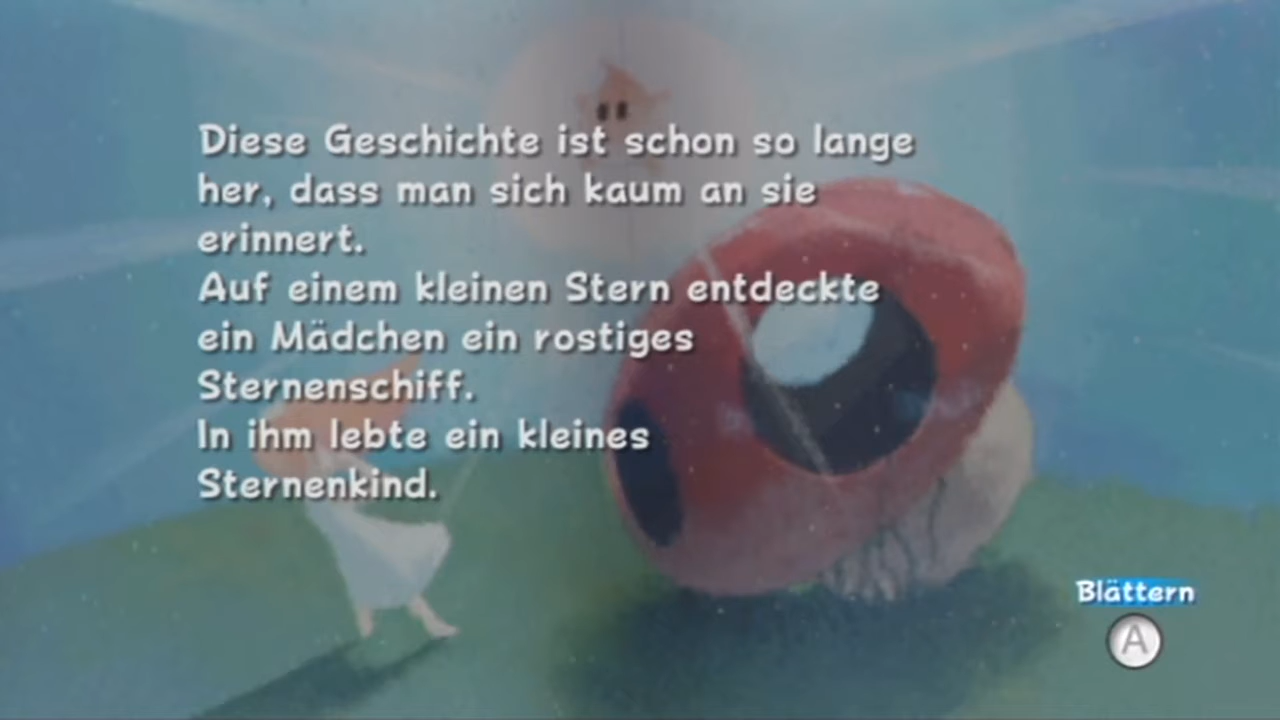 Diese Geschichte ist schon so lange
her, dass man sich kaum an sie
erinnert.
Auf einem kleinen Stern entdeckte
ein Mädchen ein rostiges
Sternenschiff.
In ihm lebte ein kleines
Sternenkind.
Blättern
A